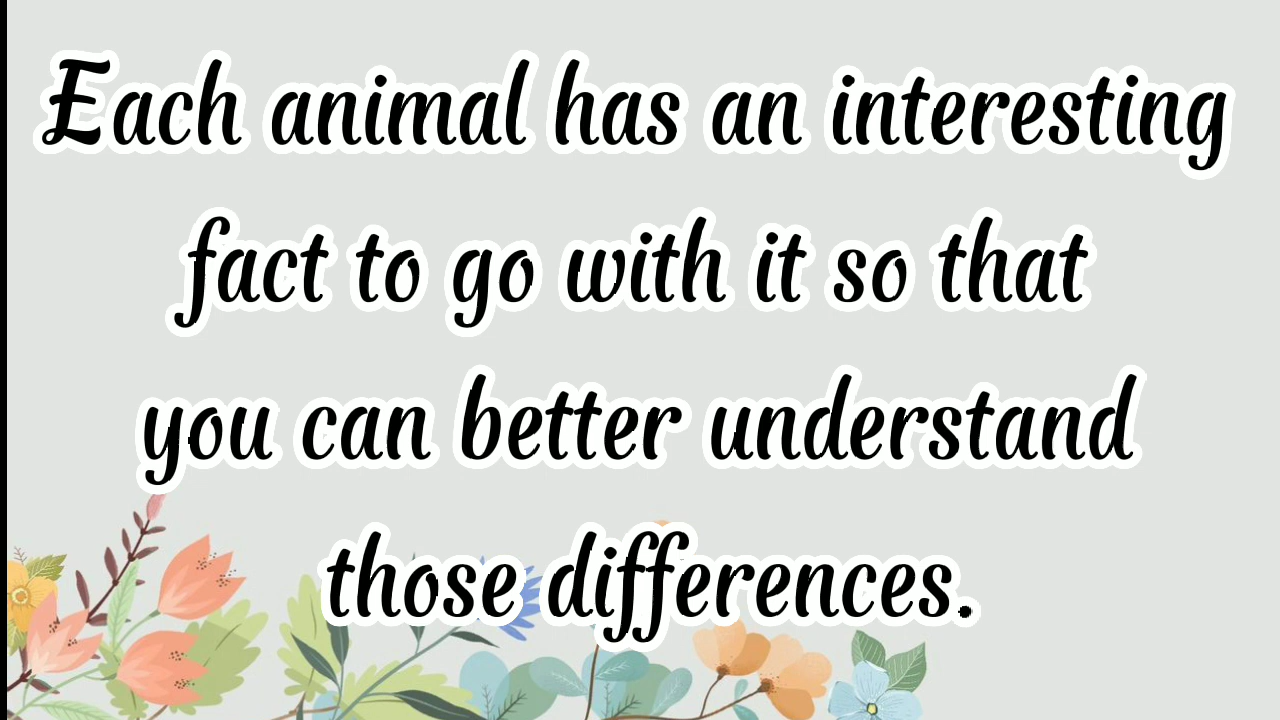 Each animal has an interesting
fact to go with it so that
you can better understand
those differences.